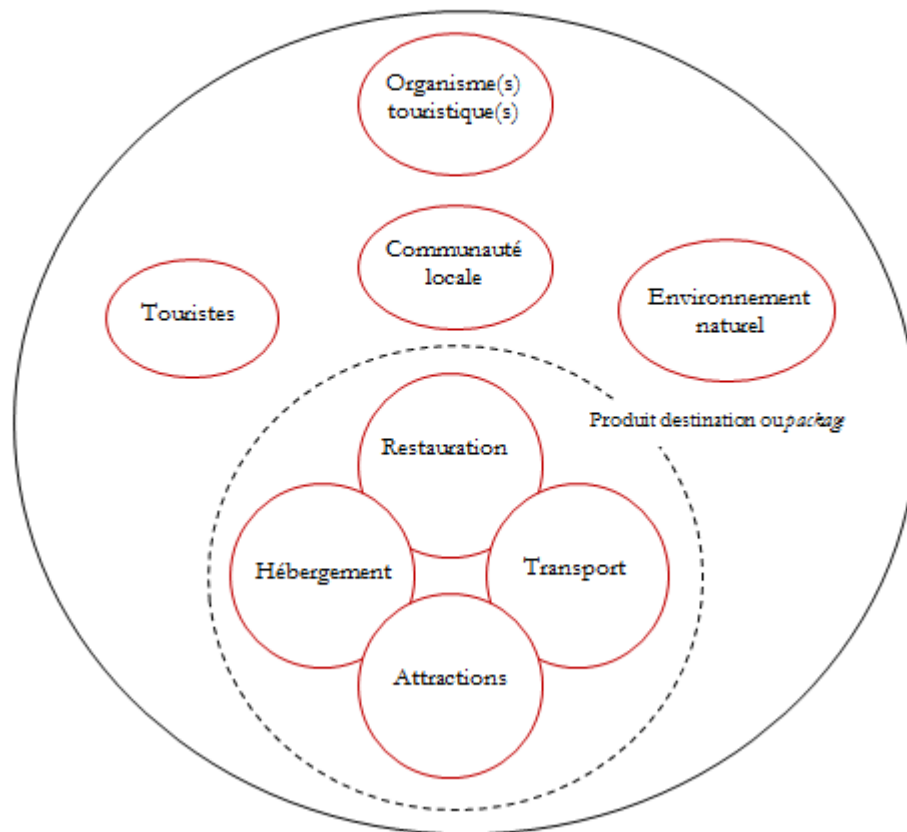 Organisme(s)
touristique(s)
Communauté
locale
Touristes
Environnement
naturel
Produit destination ou package
Restauration
Hébergement
Transport
Attractions